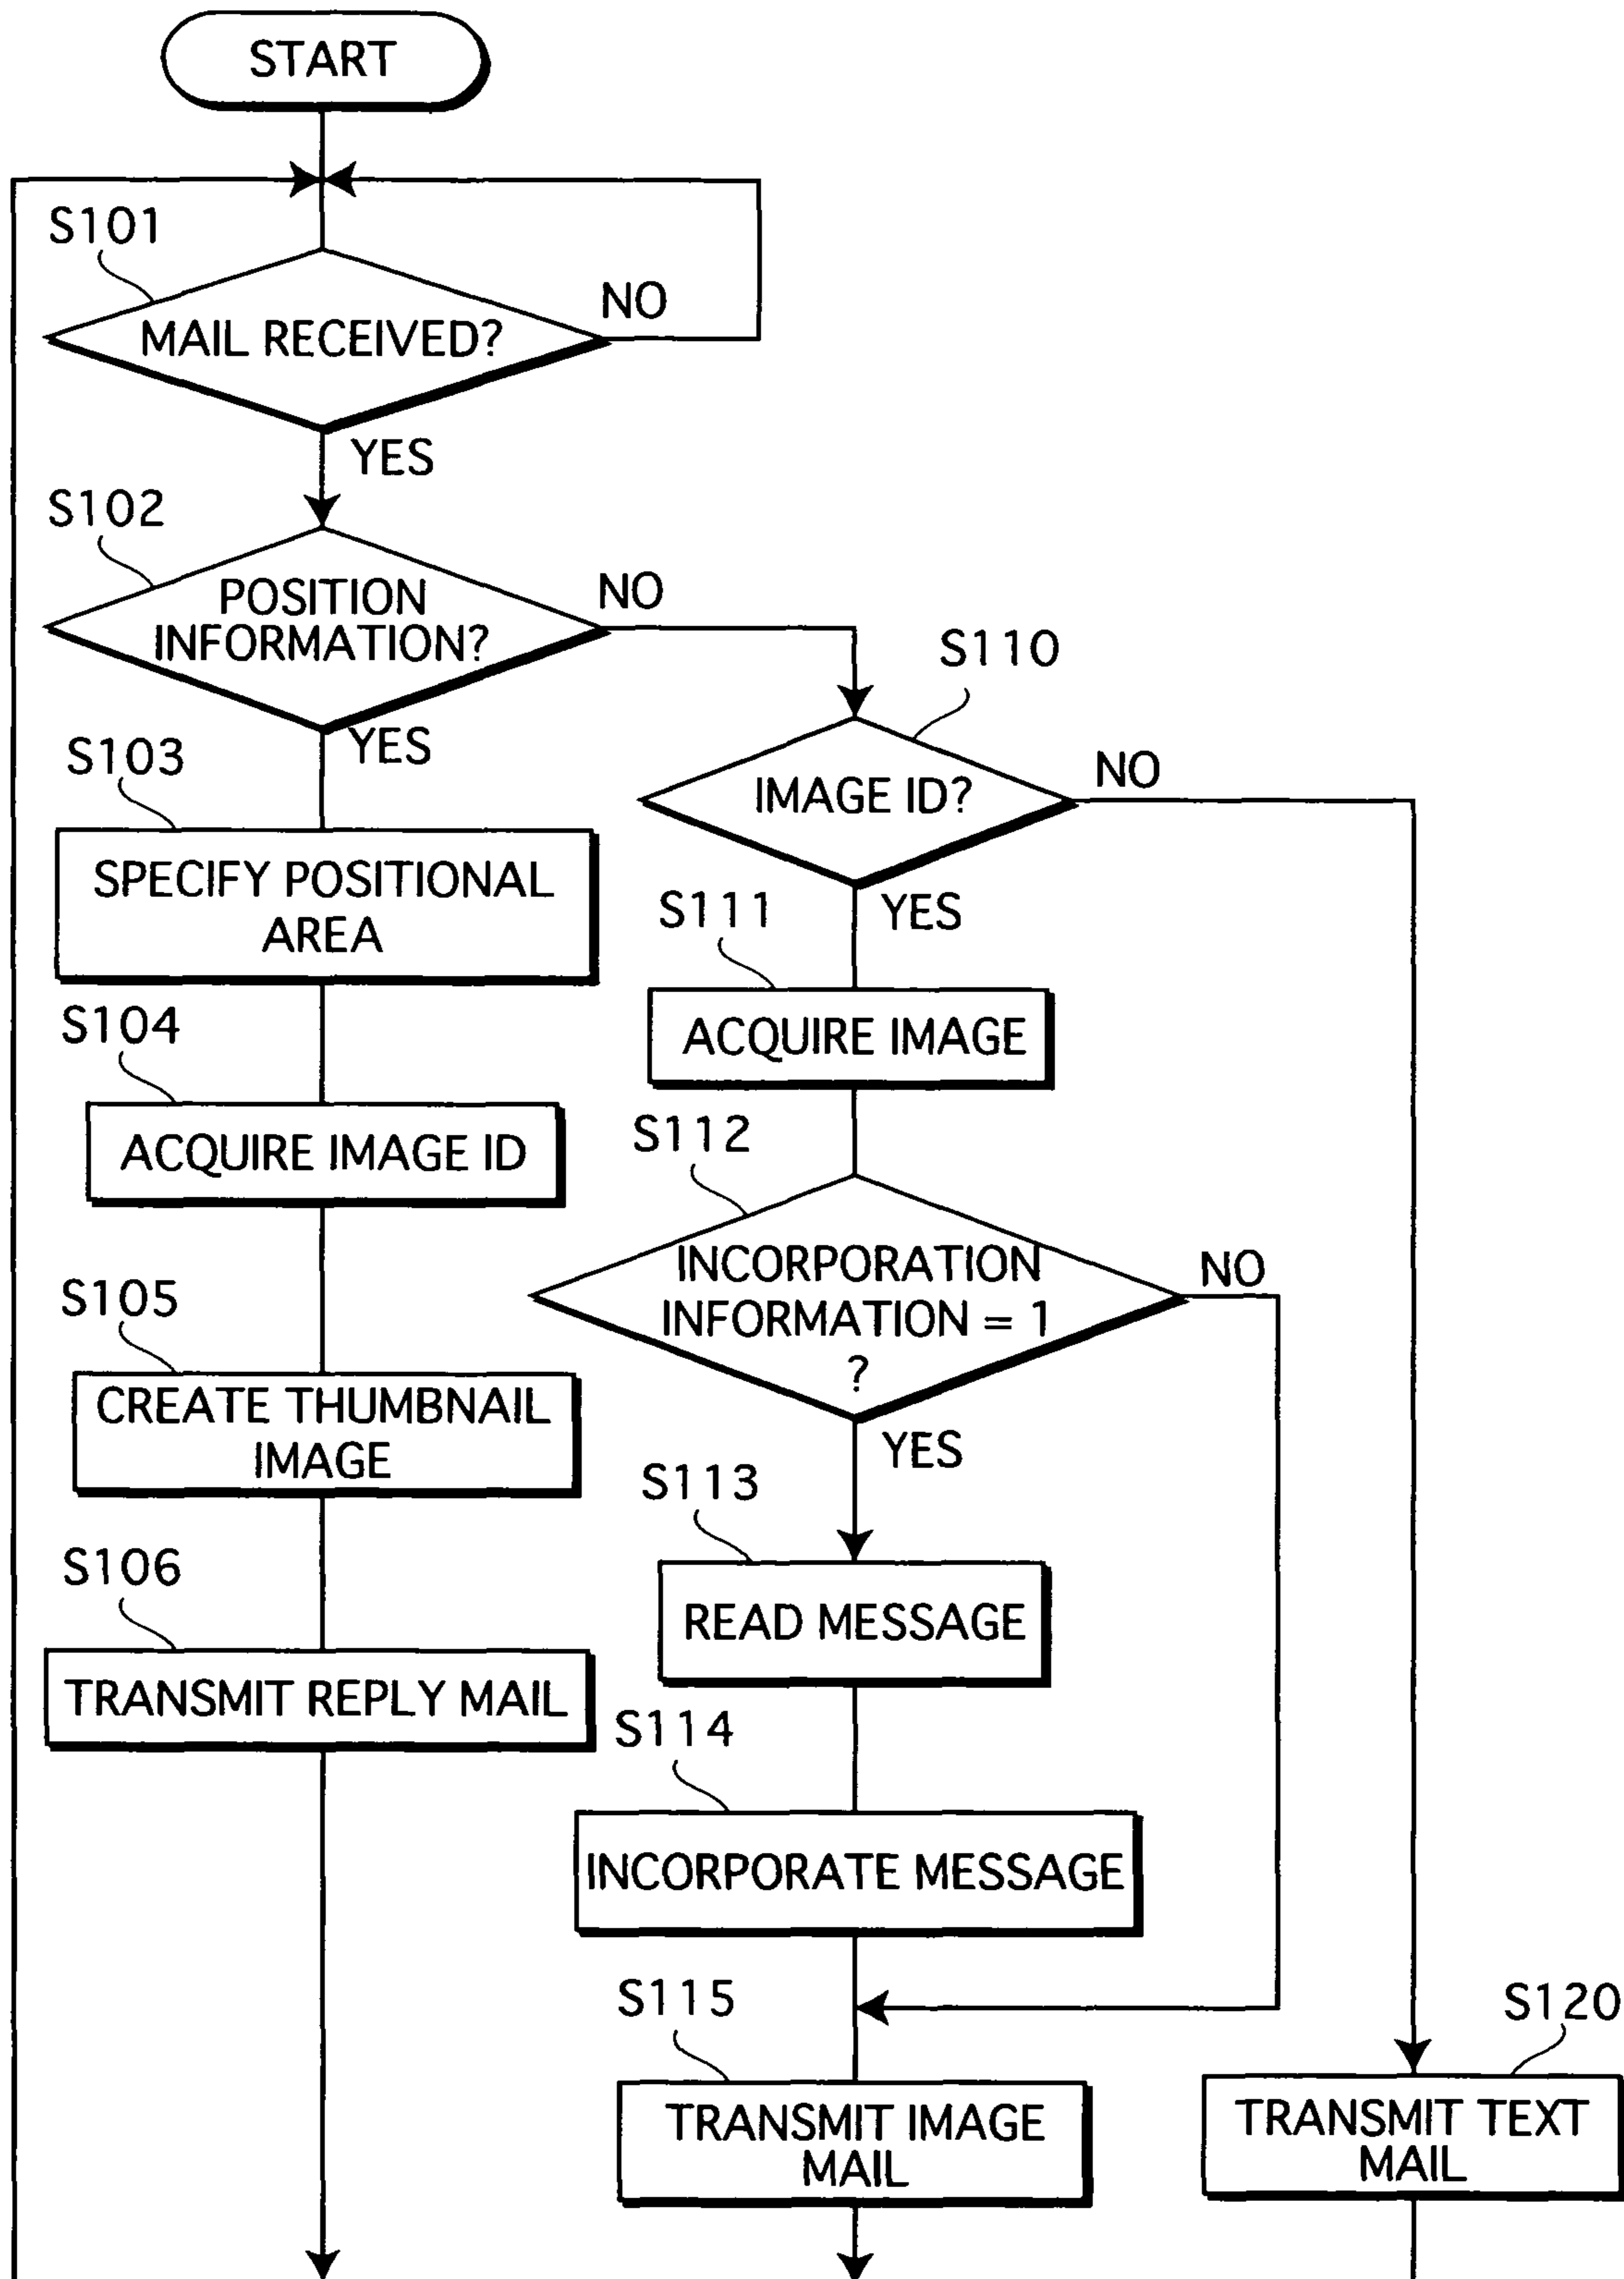 START
S101
MAIL RECEIVED?
NO
YES
S102
POSITION
INFORMATION?
NO
YES
S103
SPECIFY POSITIONAL
AREA
S104
ACQUIRE IMAGE ID
S105
CREATE THUMBNAIL
IMAGE
S106
TRANSMIT REPLY MAIL
S110
IMAGE ID?
NO
YES
S111
ACQUIRE IMAGE
S112
INCORPORATION
INFORMATION = 1
?
NO
YES
S113
READ MESSAGE
S114
INCORPORATE MESSAGE
S115
TRANSMIT IMAGE
MAIL
S120
TRANSMIT TEXT
MAIL